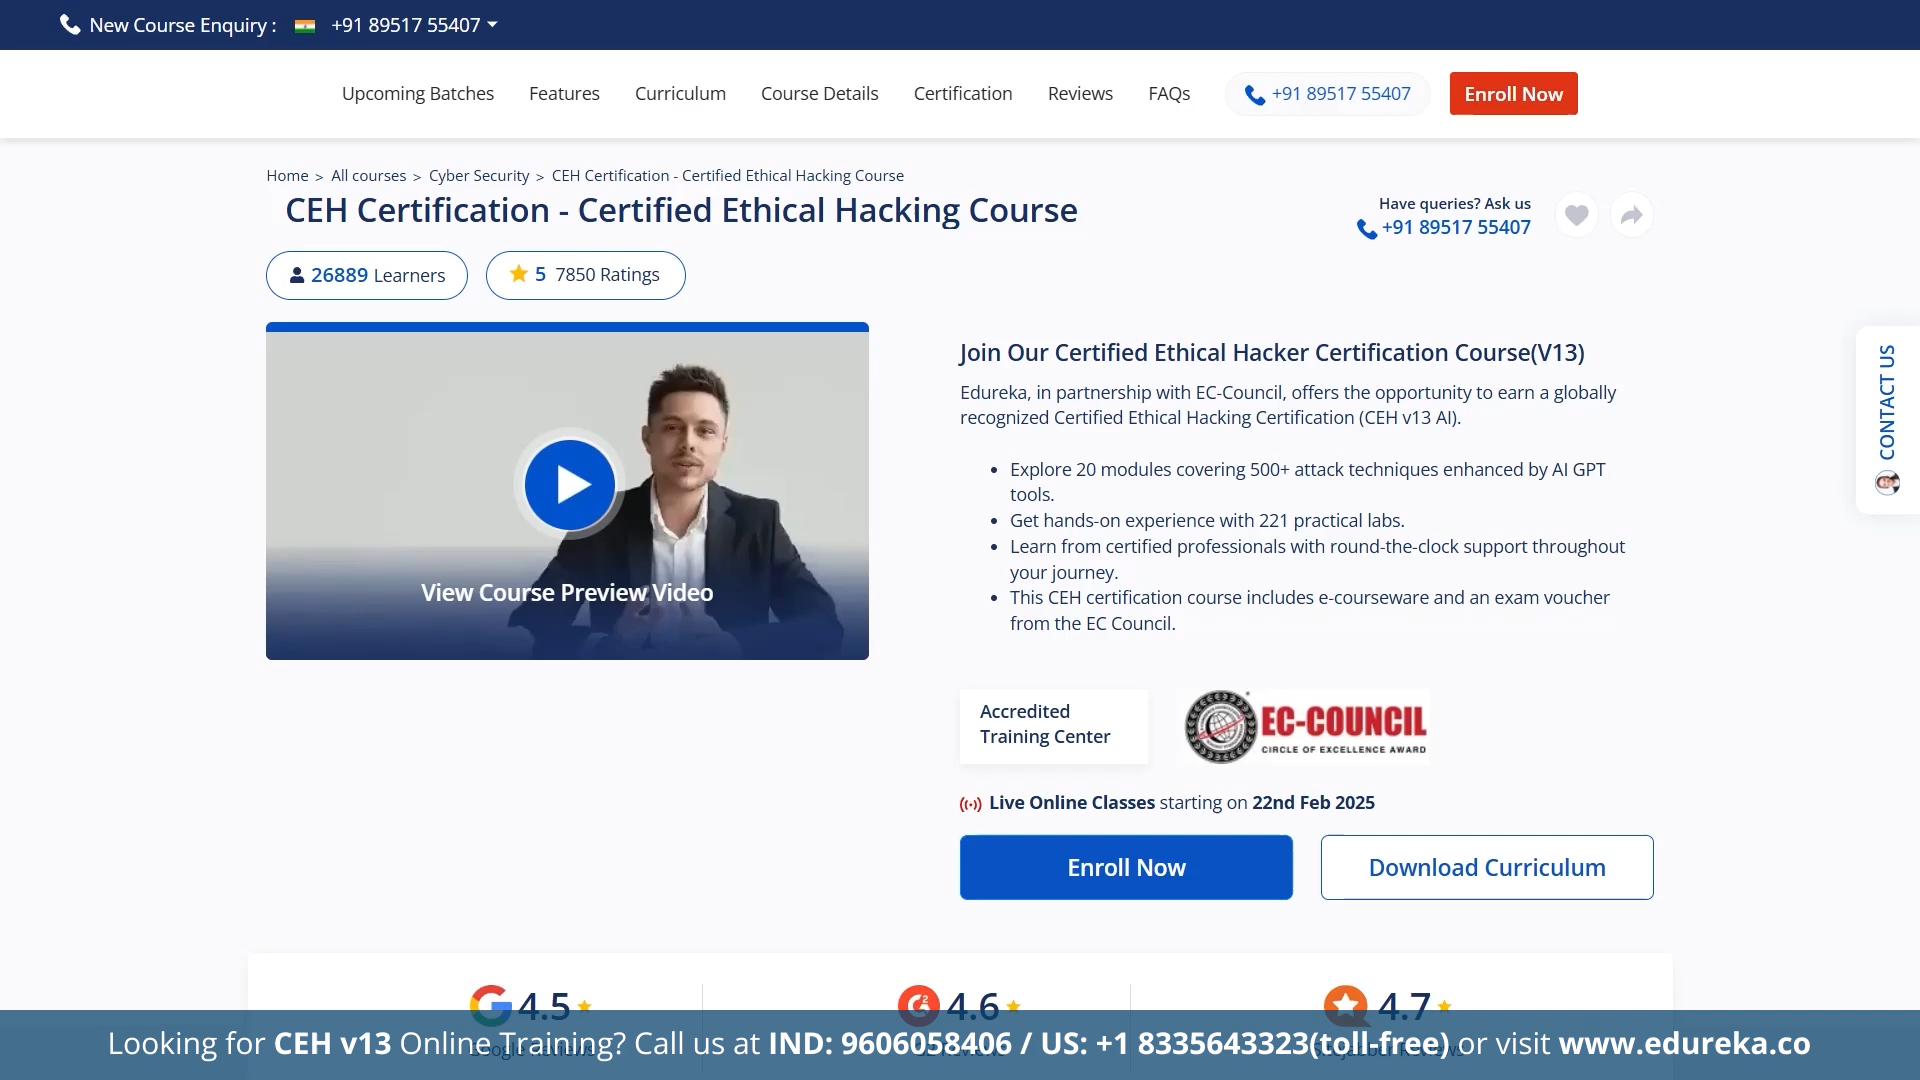 New Course Enquiry : +91 89517 55407
Upcoming Batches Features Curriculum Course Details Certification Reviews FAQs +91 89517 55407 Enroll Now
Home > All courses > Cyber Security > CEH Certification - Certified Ethical Hacking Course
CEH Certification - Certified Ethical Hacking Course
Have queries? Ask us
+91 89517 55407
26889 Learners
5 7850 Ratings
View Course Preview Video
Join Our Certified Ethical Hacker Certification Course(V13)
Edureka, in partnership with EC-Council, offers the opportunity to earn a globally
recognized Certified Ethical Hacking Certification (CEH v13 AI).
• Explore 20 modules covering 500+ attack techniques enhanced by AI GPT
tools.
• Get hands-on experience with 221 practical labs.
• Learn from certified professionals with round-the-clock support throughout
your journey.
• This CEH certification course includes e-courseware and an exam voucher
from the EC Council.
CONTACT US
Accredited
Training Center
EC-COUNCIL
CIRCLE OF EXCELLENCE AWARD
Live Online Classes starting on 22nd Feb 2025
Enroll Now
Download Curriculum
4.5
4.6
4.7
Looking for CEH v13 Online Training? Call us at IND: 9606058406 / US: +1 8335643323(toll-free) or visit www.edureka.co